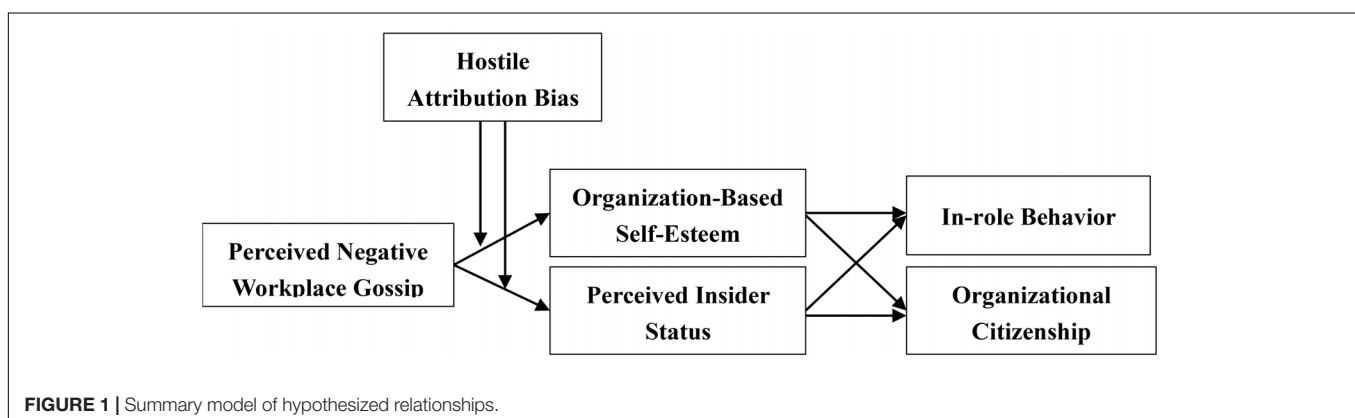 Hostile
Attribution Bias
Organization-Based
Self-Esteem
In-role Behavior
Perceived Negative
Workplace Gossip
Perceived Insider
Status
Organizational
Citizenship
FIGURE 1 | Summary model of hypothesized relationships.